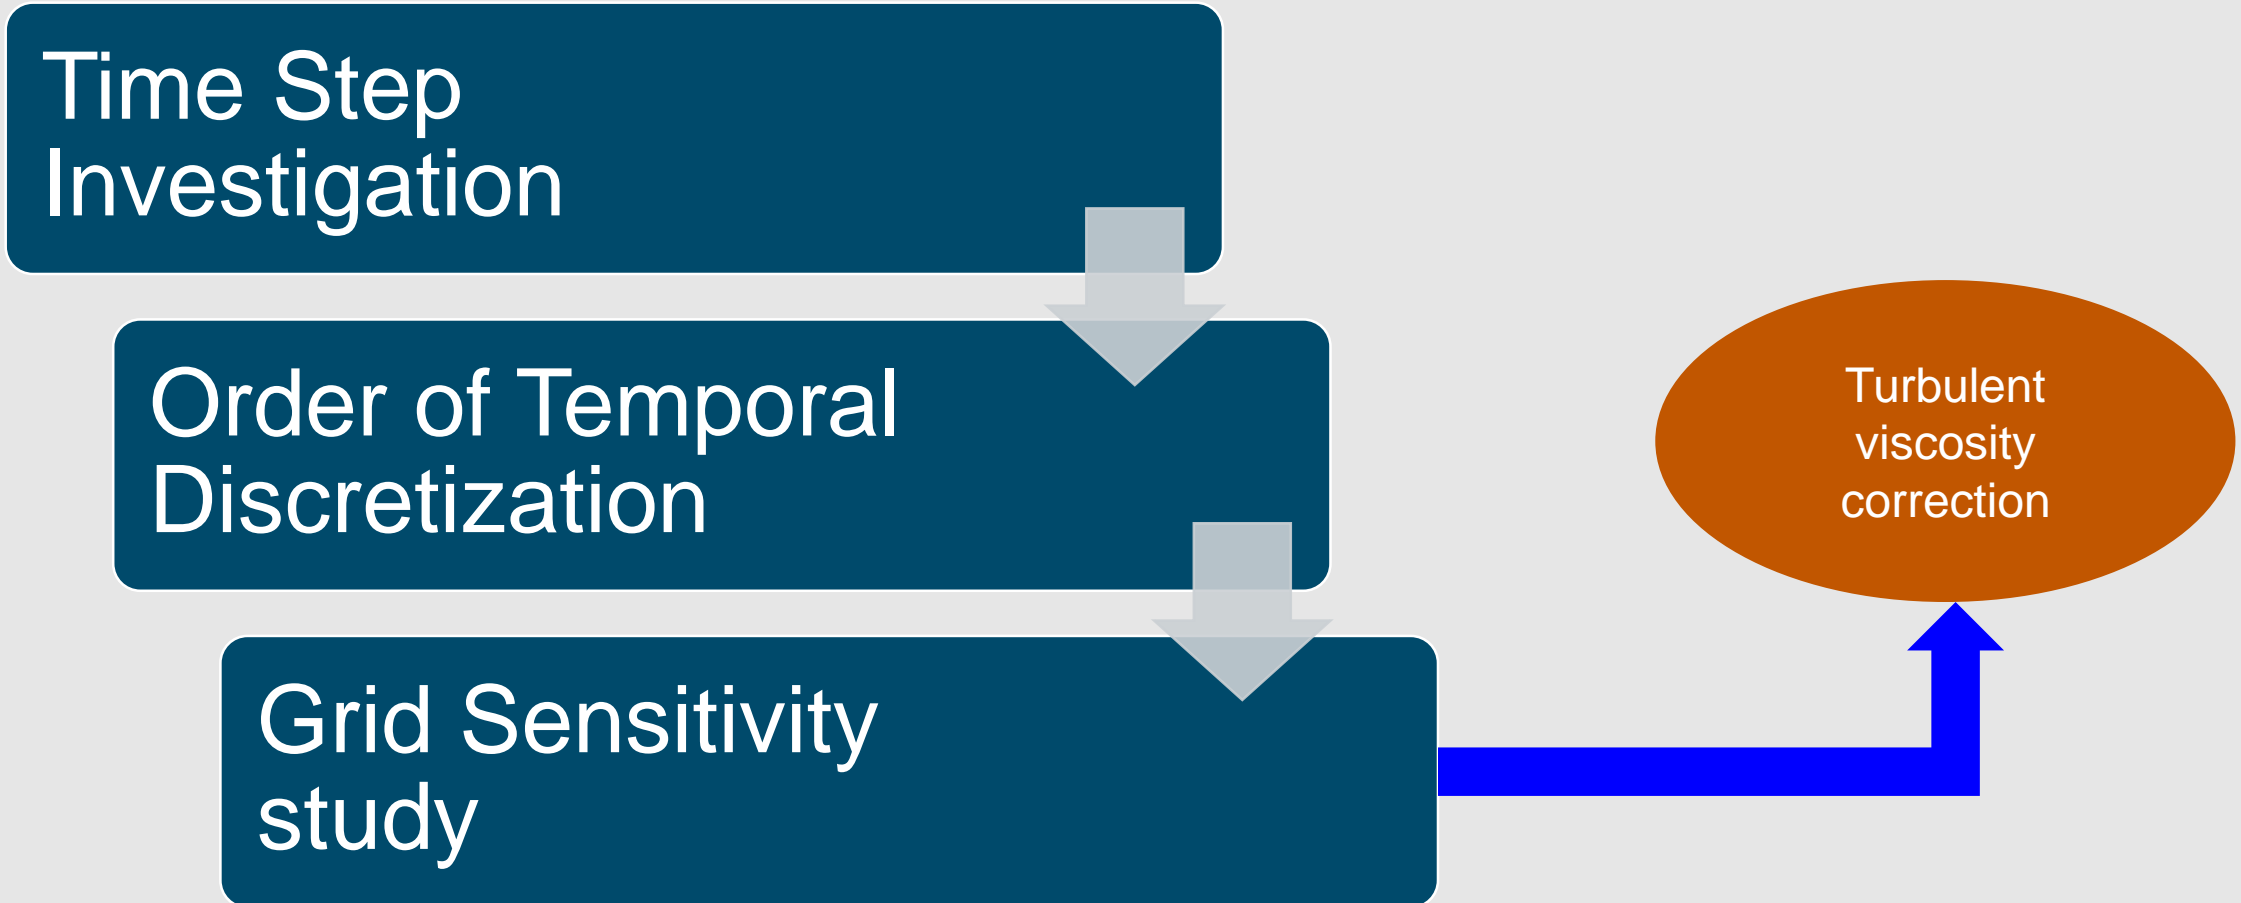 Time Step
Investigation
Order of Temporal
Discretization
Grid Sensitivity
study
Turbulent
viscosity
correction